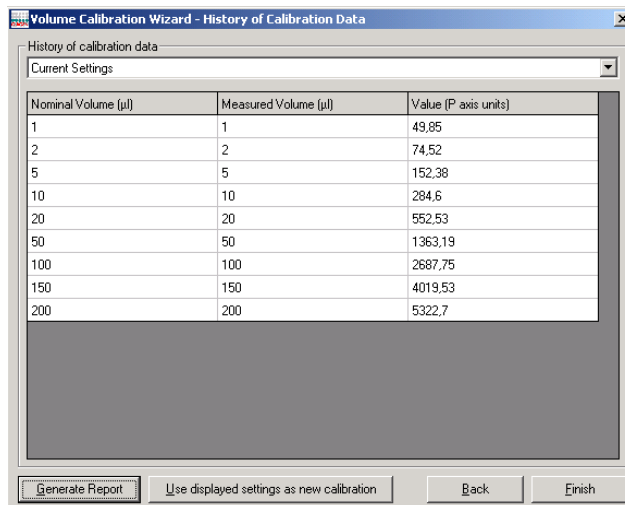 Volume Calibration Wizard - History of Calibration Data
History of calibration data
Current Settings
Nominal Volume (µl) Measured Volume (µl) Value (P axis units)
1 1 49,85
2 2 74,52
5 5 152,38
10 10 284,6
20 20 552,53
50 50 1363,19
100 100 2687,75
150 150 4019,53
200 200 5322,7
Generate Report Use displayed settings as new calibration Back Finish